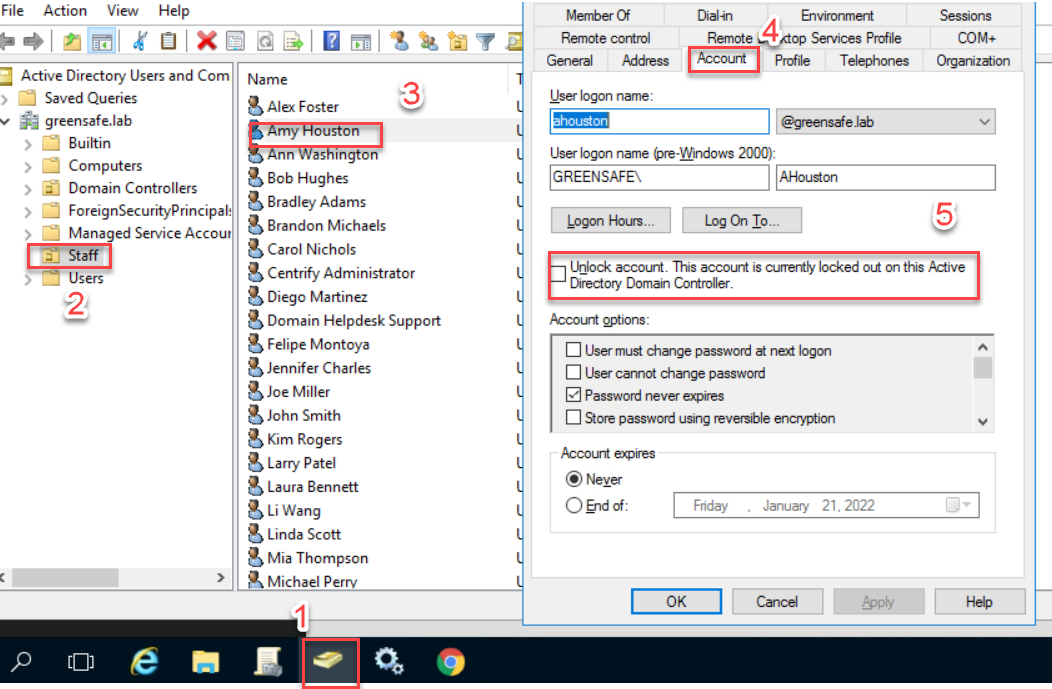 File Action View Help
Active Directory Users and Com
Saved Queries
greensafe.lab
Builtin
Computers
Domain Controllers
ForeignSecurityPrincipals
Managed Service Accour
Staff
Users
2
Name
3
Alex Foster
Amy Houston
Ann Washington
Bob Hughes
Bradley Adams
Brandon Michaels
Carol Nichols
Centrify Administrator
Diego Martinez
Domain Helpdesk Support
Felipe Montoya
Jennifer Charles
Joe Miller
John Smith
Kim Rogers
Larry Patel
Laura Bennett
Li Wang
Linda Scott
Mia Thompson
Michael Perry
1
Member Of Dial-in Environment Sessions
Remote control Remote Desktop Services Profile COM+
4
General Address Account Profile Telephones Organization
User logon name:
ahouston @greensafe.lab
User logon name (pre-Windows 2000):
GREENSAFE\ AHouston
5
Logon Hours... Log On To...
Unlock account. This account is currently locked out on this Active
Directory Domain Controller.
Account options:
User must change password at next logon
User cannot change password
Password never expires
Store password using reversible encryption
Account expires
Never
End of: Friday , January 21, 2022
OK Cancel Apply Help